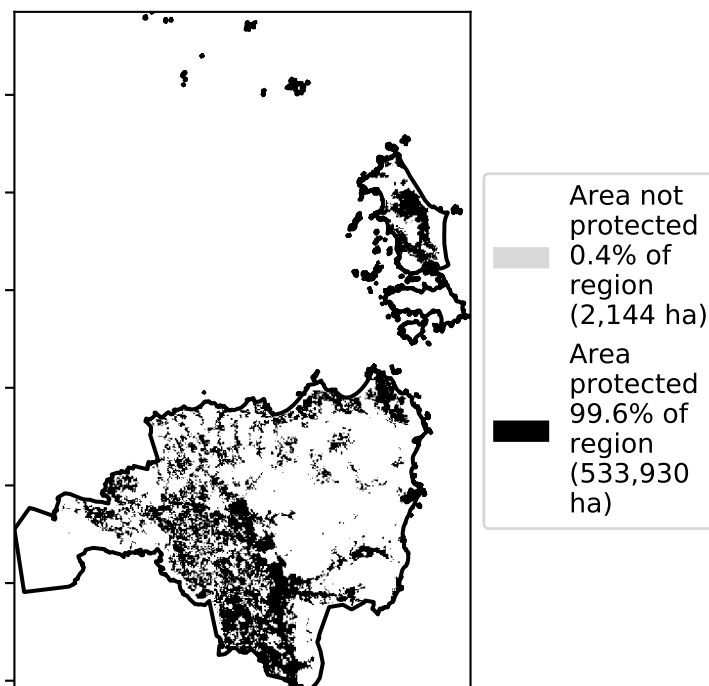 Area not
protected
0.4% of
region
(2,144 ha)
Area
protected
99.6% of
region
(533,930
ha)